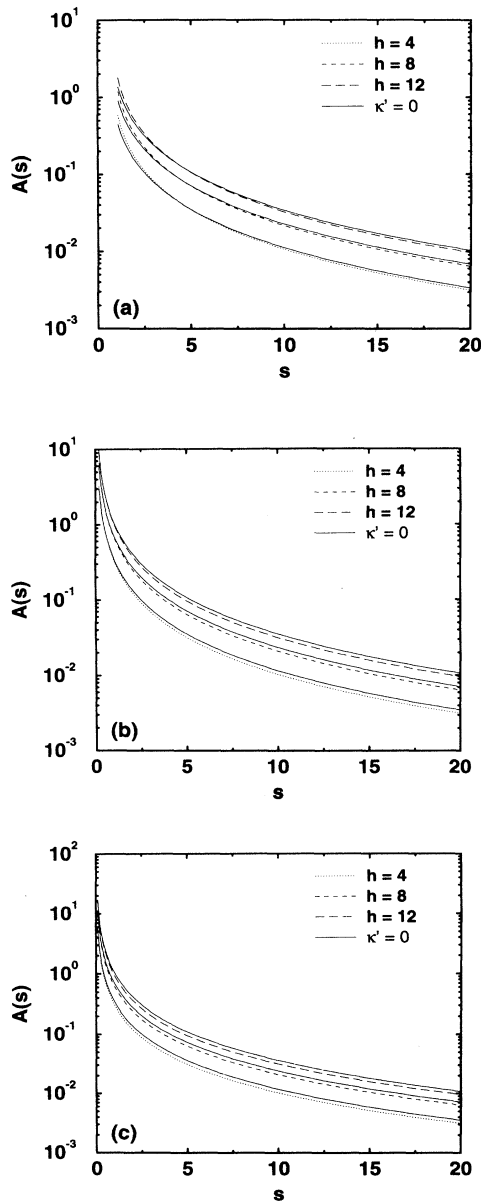 10^1
10^0
10^-1
10^-2
10^-3
A(s)
h = 4
h = 8
h = 12
κ' = 0
(a)
0 5 10 15 20
s
10^1
10^0
10^-1
10^-2
10^-3
A(s)
h = 4
h = 8
h = 12
κ' = 0
(b)
0 5 10 15 20
s
10^2
10^1
10^0
10^-1
10^-2
10^-3
A(s)
h = 4
h = 8
h = 12
κ' = 0
(c)
0 5 10 15 20
s